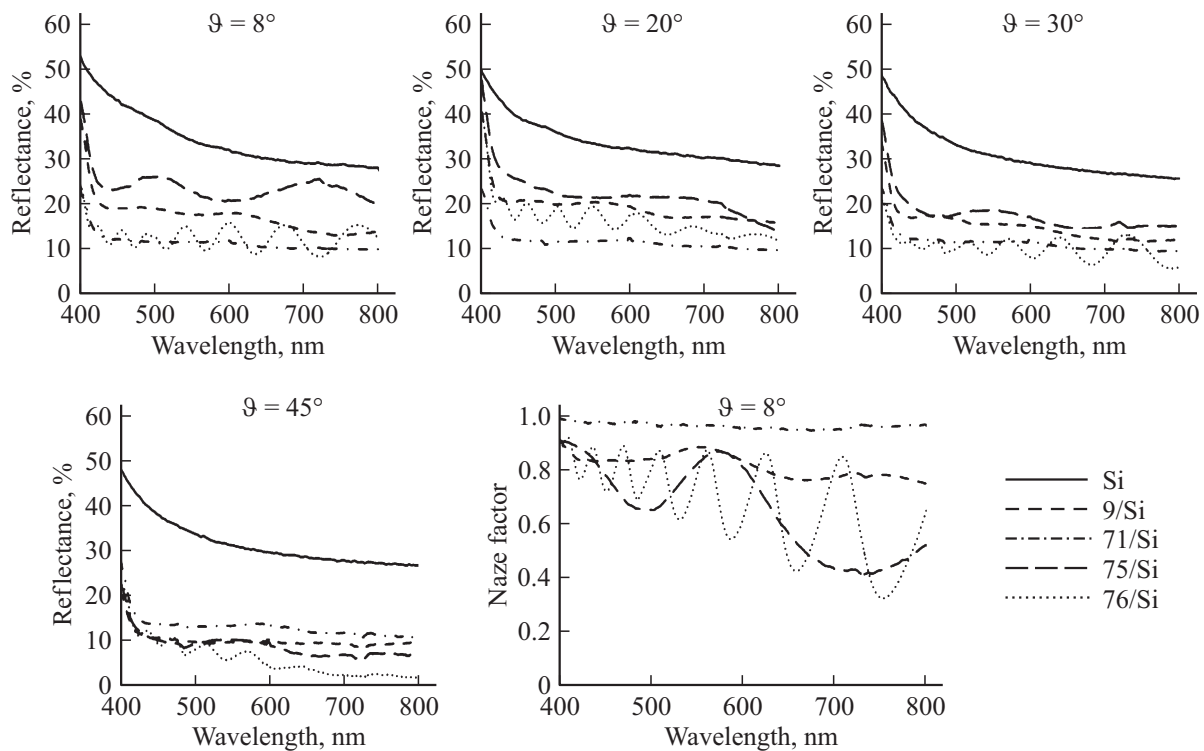 ϑ = 8°
60
50
40
30
20
10
0
Reflectance, %
400 500 600 700 800
Wavelength, nm
ϑ = 20°
60
50
40
30
20
10
0
Reflectance, %
400 500 600 700 800
Wavelength, nm
ϑ = 30°
60
50
40
30
20
10
0
Reflectance, %
400 500 600 700 800
Wavelength, nm
ϑ = 45°
60
50
40
30
20
10
0
Reflectance, %
400 500 600 700 800
Wavelength, nm
ϑ = 8°
1.0
0.8
0.6
0.4
0.2
0
Naze factor
400 500 600 700 800
Wavelength, nm
Si
9/Si
71/Si
75/Si
76/Si